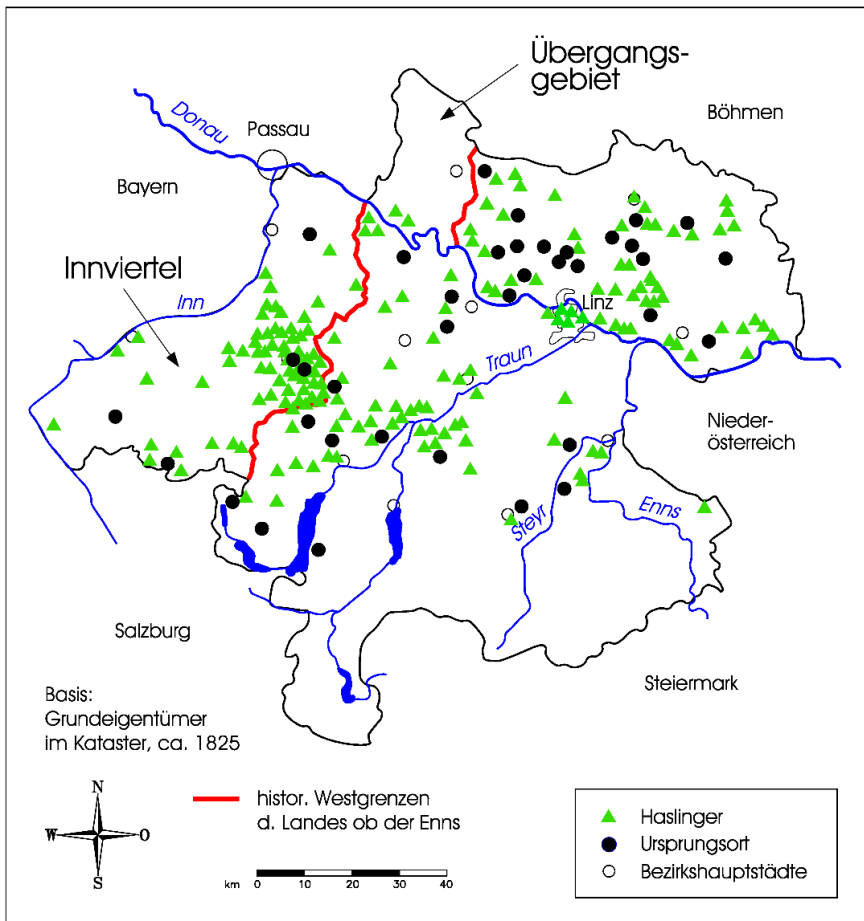 Übergangs-
gebiet
Böhmen
Donau
Passau
Bayern
Innviertel
Inn
Linz
Traun
Nieder-
österreich
Steyr
Enns
Salzburg
Steiermark
Basis:
Grundeigentümer
im Kataster, ca. 1825
N
W O
S
histor. Westgrenzen
d. Landes ob der Enns
km 0 10 20 30 40
Haslinger
Ursprungsort
Bezirkshauptstädte